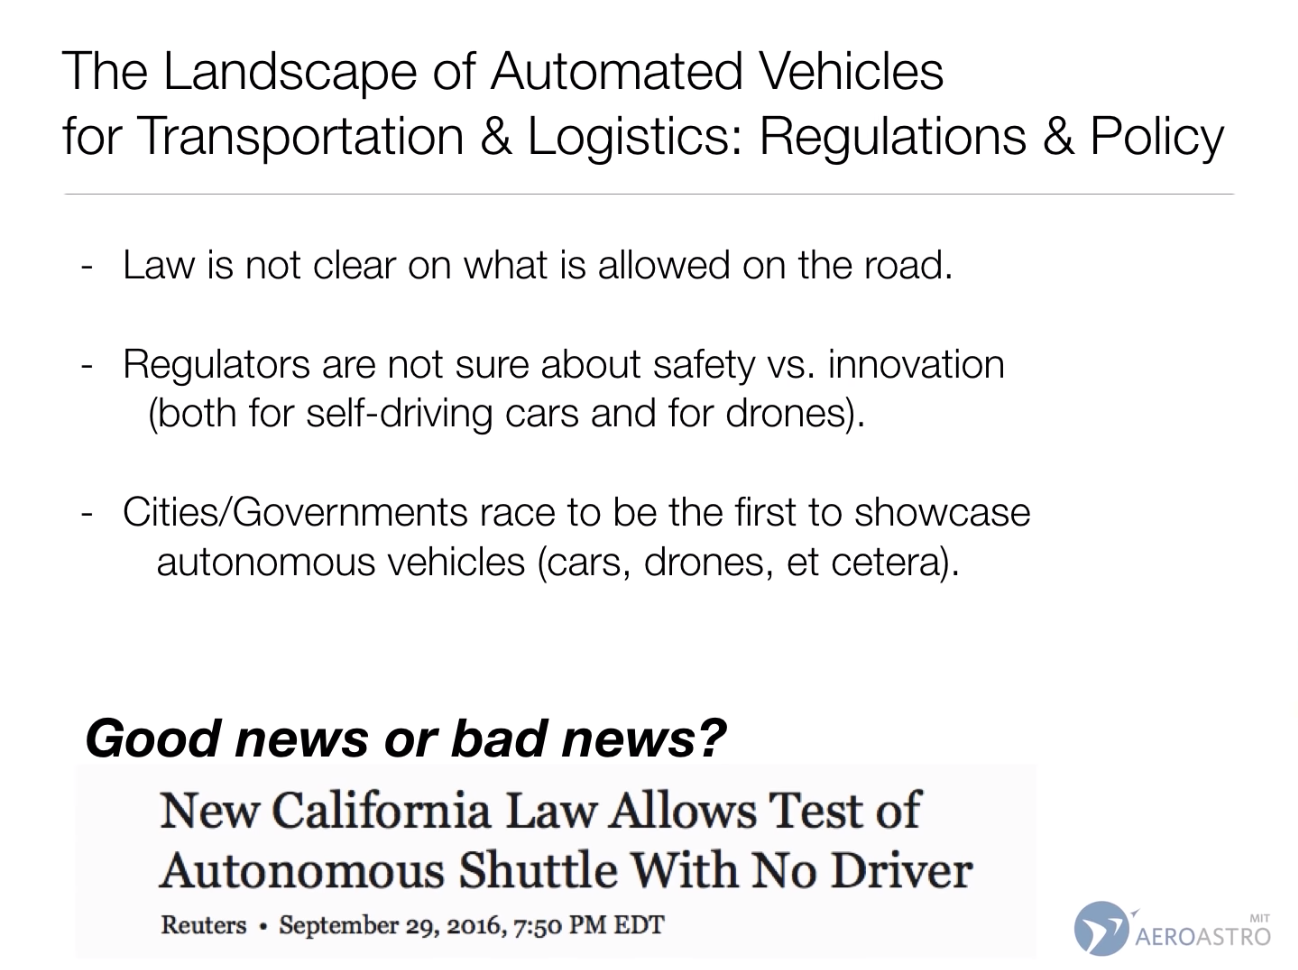 The Landscape of Automated Vehicles
for Transportation & Logistics: Regulations & Policy
- Law is not clear on what is allowed on the road.
- Regulators are not sure about safety vs. innovation
(both for self-driving cars and for drones).
- Cities/Governments race to be the first to showcase
autonomous vehicles (cars, drones, et cetera).
Good news or bad news?
New California Law Allows Test of
Autonomous Shuttle With No Driver
Reuters • September 29, 2016, 7:50 PM EDT
MIT
AEROASTRO